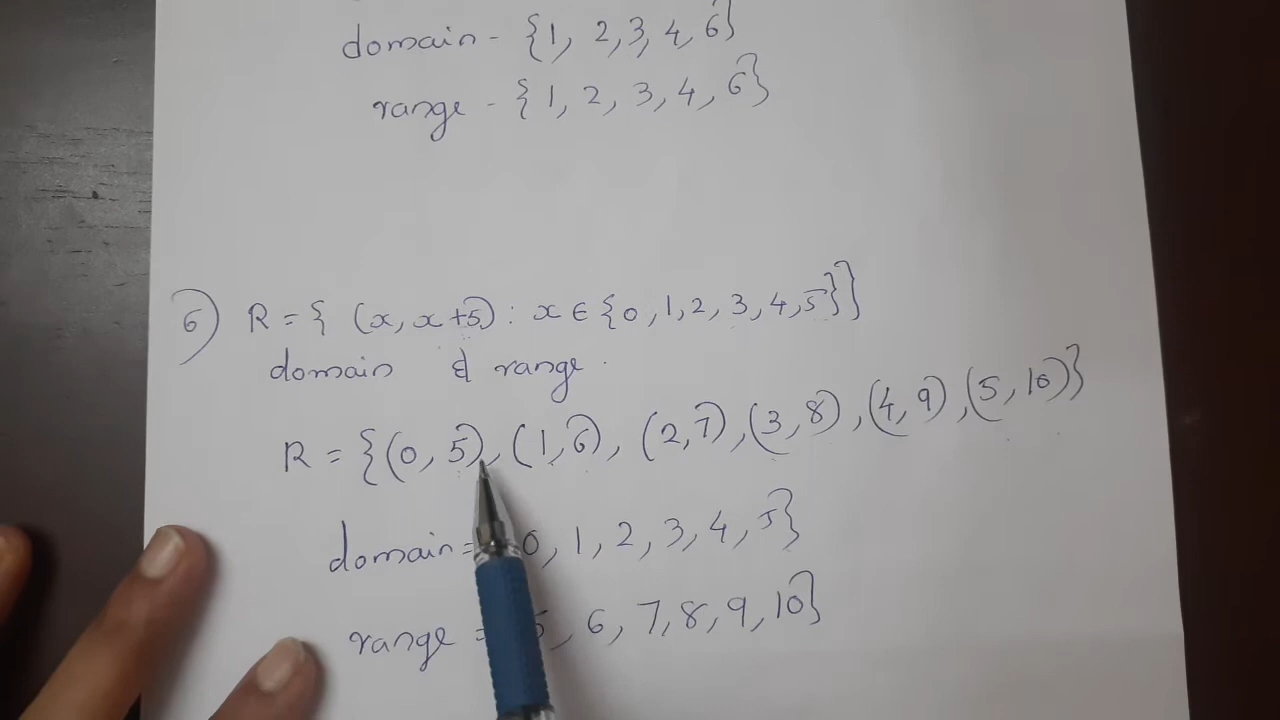 domain - {1, 2, 3, 4, 6}
range - {1, 2, 3, 4, 6}
6) R = { (x, x+5) : x ∈ {0, 1, 2, 3, 4, 5}}
domain & range.
R = {(0, 5), (1, 6), (2, 7), (3, 8), (4, 9), (5, 10)}
domain = 0, 1, 2, 3, 4, 5}
range = 5, 6, 7, 8, 9, 10}